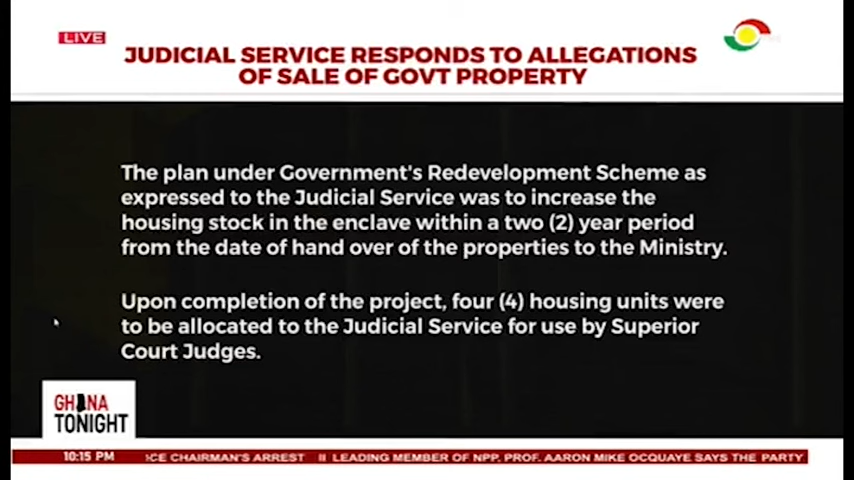 LIVE
JUDICIAL SERVICE RESPONDS TO ALLEGATIONS
OF SALE OF GOVT PROPERTY
The plan under Government's Redevelopment Scheme as
expressed to the Judicial Service was to increase the
housing stock in the enclave within a two (2) year period
from the date of hand over of the properties to the Ministry.
Upon completion of the project, four (4) housing units were
to be allocated to the Judicial Service for use by Superior
Court Judges.
GHANA
TONIGHT
10:15 PM
ICE CHAIRMAN'S ARREST II LEADING MEMBER OF NPP, PROF. AARON MIKE OCQUAYE SAYS THE PARTY